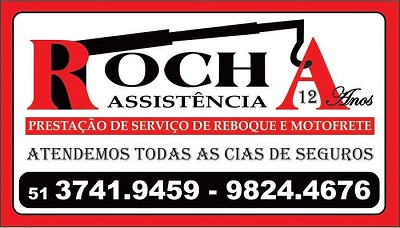 ROCHA
ASSISTÊNCIA
12 Anos
PRESTAÇÃO DE SERVIÇO DE REBOQUE E MOTOFRETE
ATENDEMOS TODAS AS CIAS DE SEGUROS
51 3741.9459 - 9824.4676